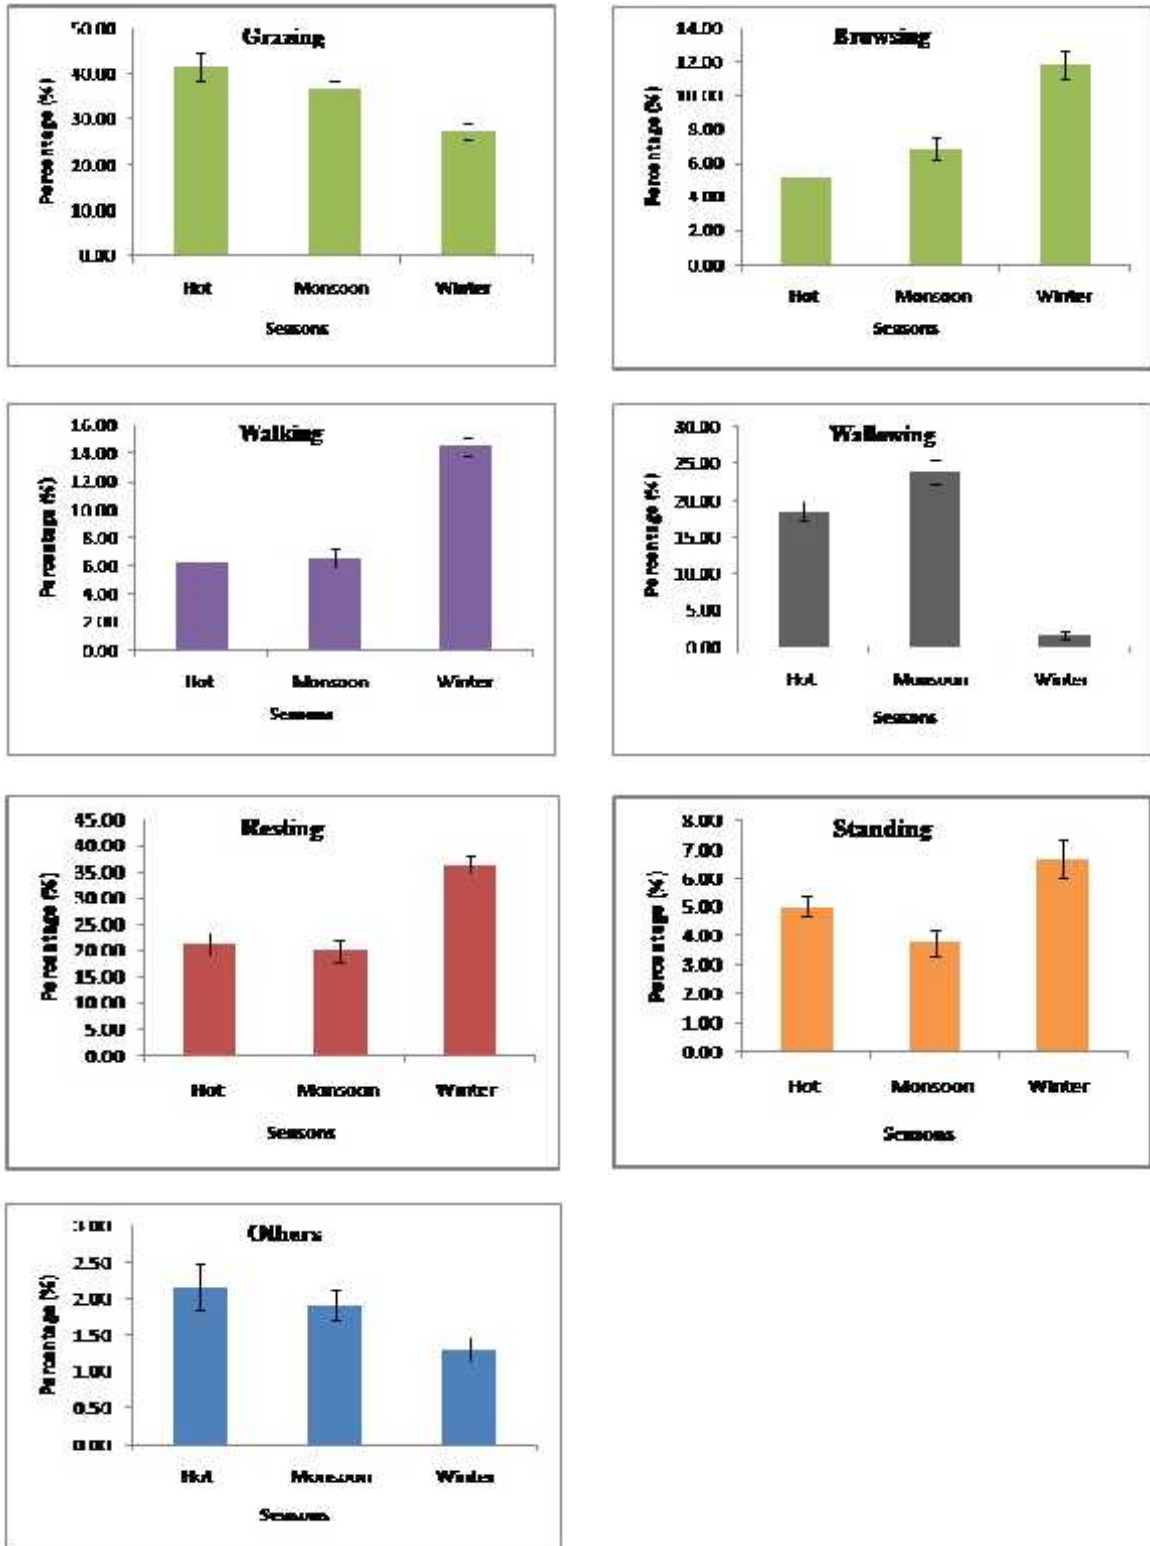 Grazing
Percentage (%)
50.00
40.00
30.00
20.00
10.00
0.00
Hot Monsoon Winter
Seasons
Browsing
Percentage (%)
14.00
12.00
10.00
8.00
6.00
4.00
2.00
0.00
Hot Monsoon Winter
Seasons
Walking
Percentage (%)
16.00
14.00
12.00
10.00
8.00
6.00
4.00
2.00
0.00
Hot Monsoon Winter
Seasons
Wallowing
Percentage (%)
30.00
25.00
20.00
15.00
10.00
5.00
0.00
Hot Monsoon Winter
Seasons
Resting
Percentage (%)
45.00
40.00
35.00
30.00
25.00
20.00
15.00
10.00
5.00
0.00
Hot Monsoon Winter
Seasons
Standing
Percentage (%)
8.00
7.00
6.00
5.00
4.00
3.00
2.00
1.00
0.00
Hot Monsoon Winter
Seasons
Others
Percentage (%)
3.00
2.50
2.00
1.50
1.00
0.50
0.00
Hot Monsoon Winter
Seasons